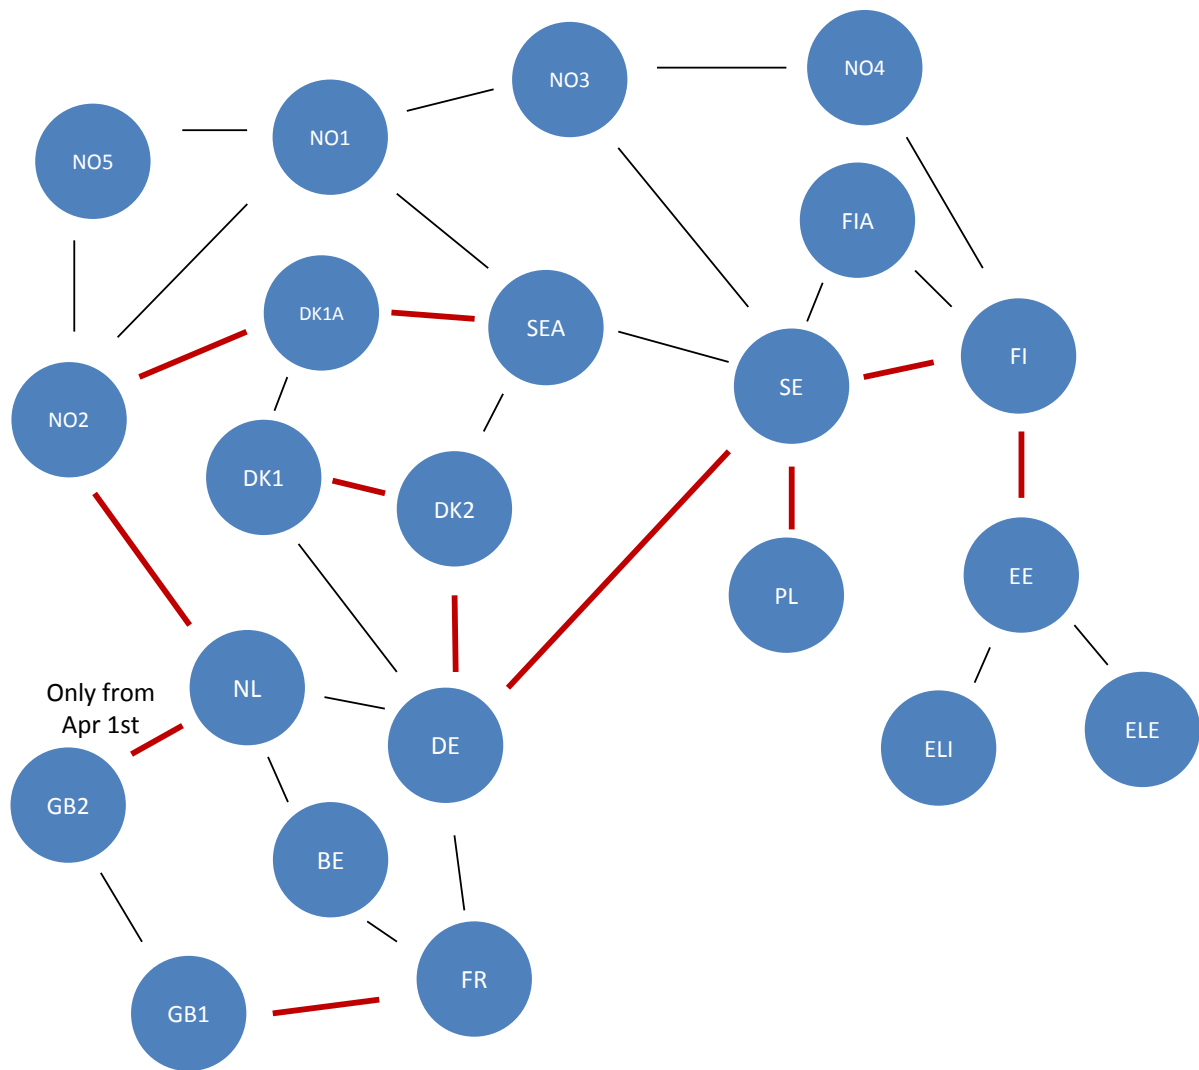 NO3
NO4
NO1
NO5
FIA
DK1A
SEA
FI
SE
NO2
DK1
DK2
EE
PL
NL
Only from
Apr 1st
DE
ELE
ELI
GB2
BE
FR
GB1